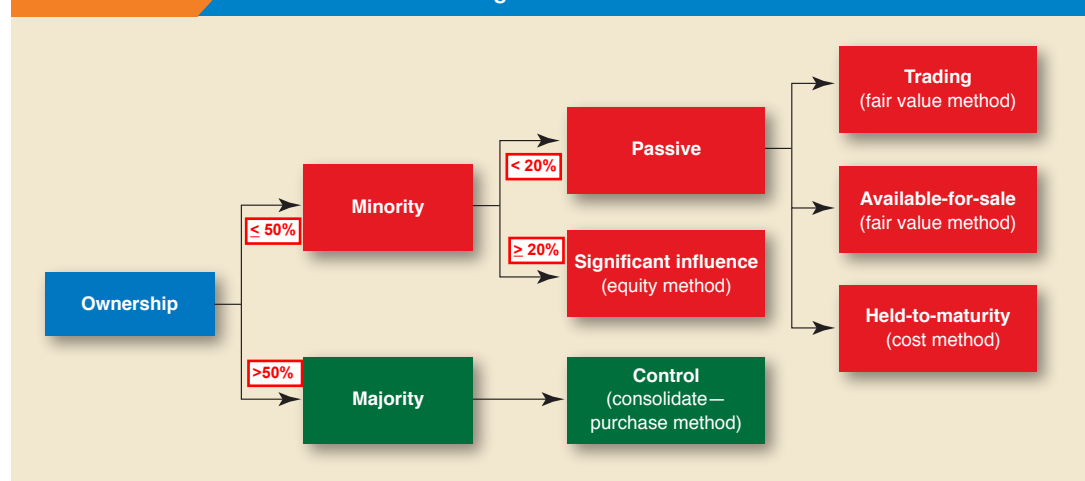 Trading
(fair value method)
Passive
< 20%
Minority
Available-for-sale
(fair value method)
≤ 50%
≥ 20%
Significant influence
(equity method)
Ownership
Held-to-maturity
(cost method)
>50%
Majority
Control
(consolidate—
purchase method)